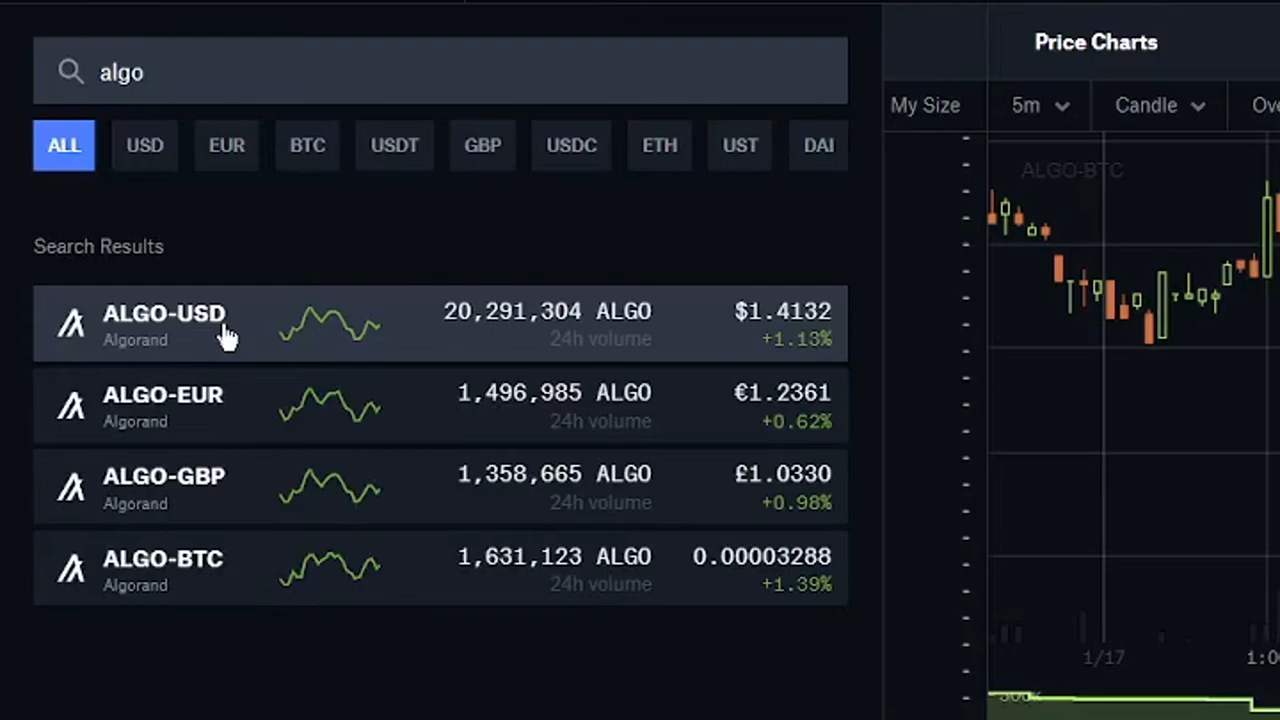 algo
ALL USD EUR BTC USDT GBP USDC ETH UST DAI
Search Results
ALGO-USD 20,291,304 ALGO $1.4132
Algorand 24h volume +1.13%
ALGO-EUR 1,496,985 ALGO €1.2361
Algorand 24h volume +0.62%
ALGO-GBP 1,358,665 ALGO £1.0330
Algorand 24h volume +0.98%
ALGO-BTC 1,631,123 ALGO 0.00003288
Algorand 24h volume +1.39%
Price Charts
My Size 5m Candle
ALGO-BTC
1/17
300K